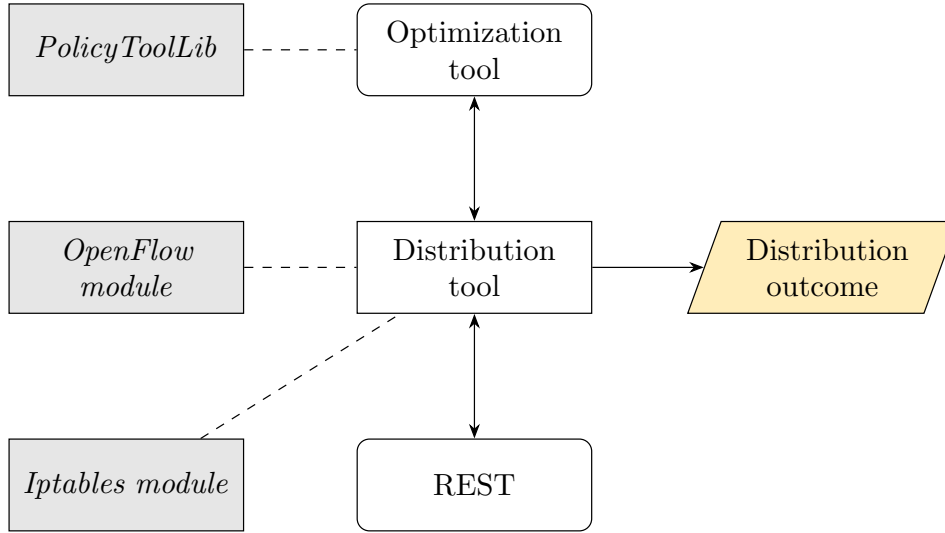 PolicyToolLib
Optimization
tool
OpenFlow
module
Distribution
tool
Distribution
outcome
Iptables module
REST